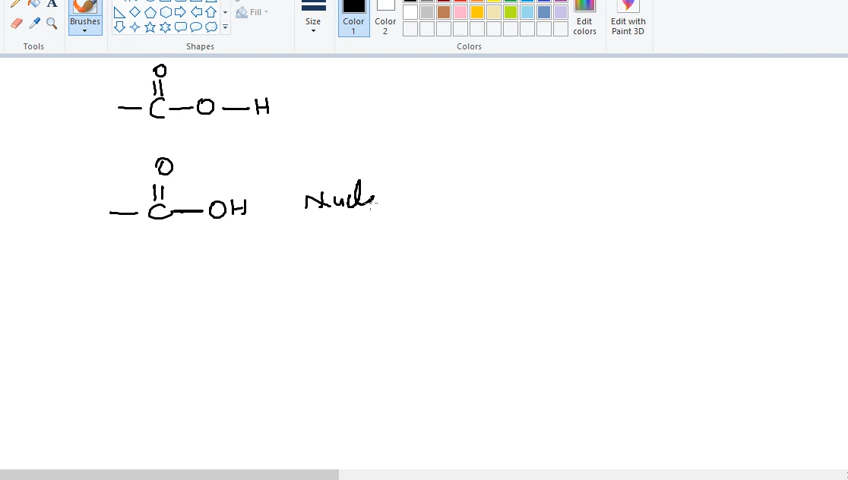 Brushes
Size
Color 1
Color 2
Edit colors
Edit with Paint 3D
Fill
Tools
Shapes
Colors
O
— C — O — H
O
— C — OH
Nucle